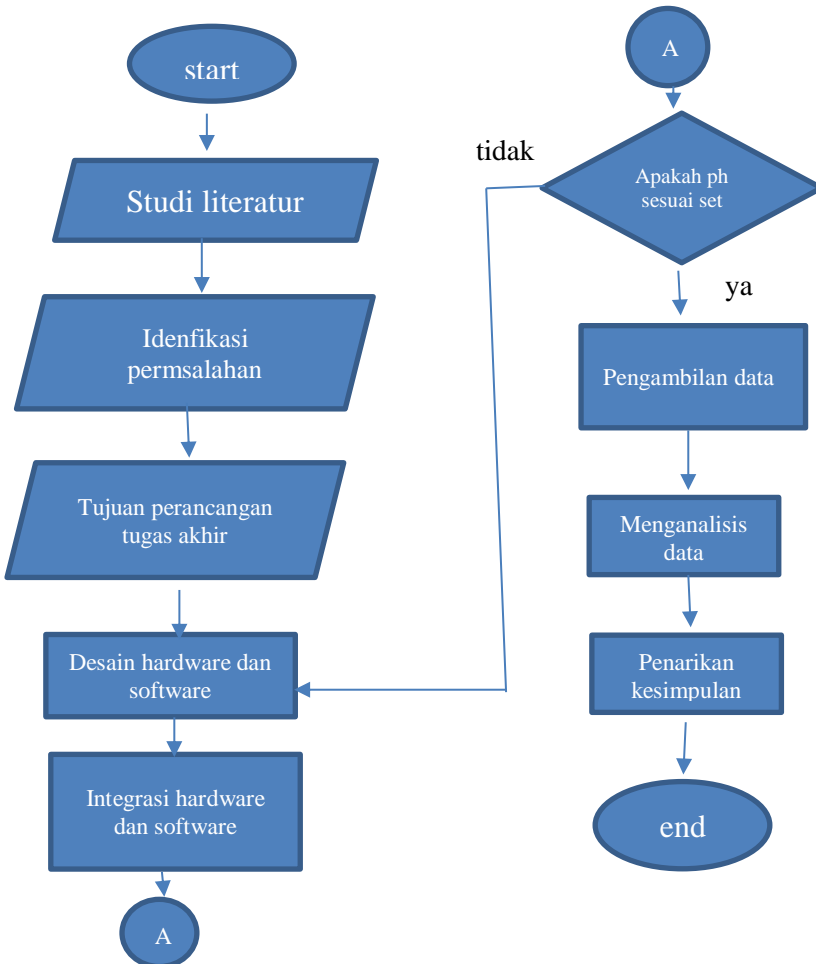 start
Studi literatur
Idenfikasi
permsalahan
Tujuan perancangan
tugas akhir
Desain hardware dan
software
Integrasi hardware
dan software
A
A
tidak
Apakah ph
sesuai set
ya
Pengambilan data
Menganalisis
data
Penarikan
kesimpulan
end